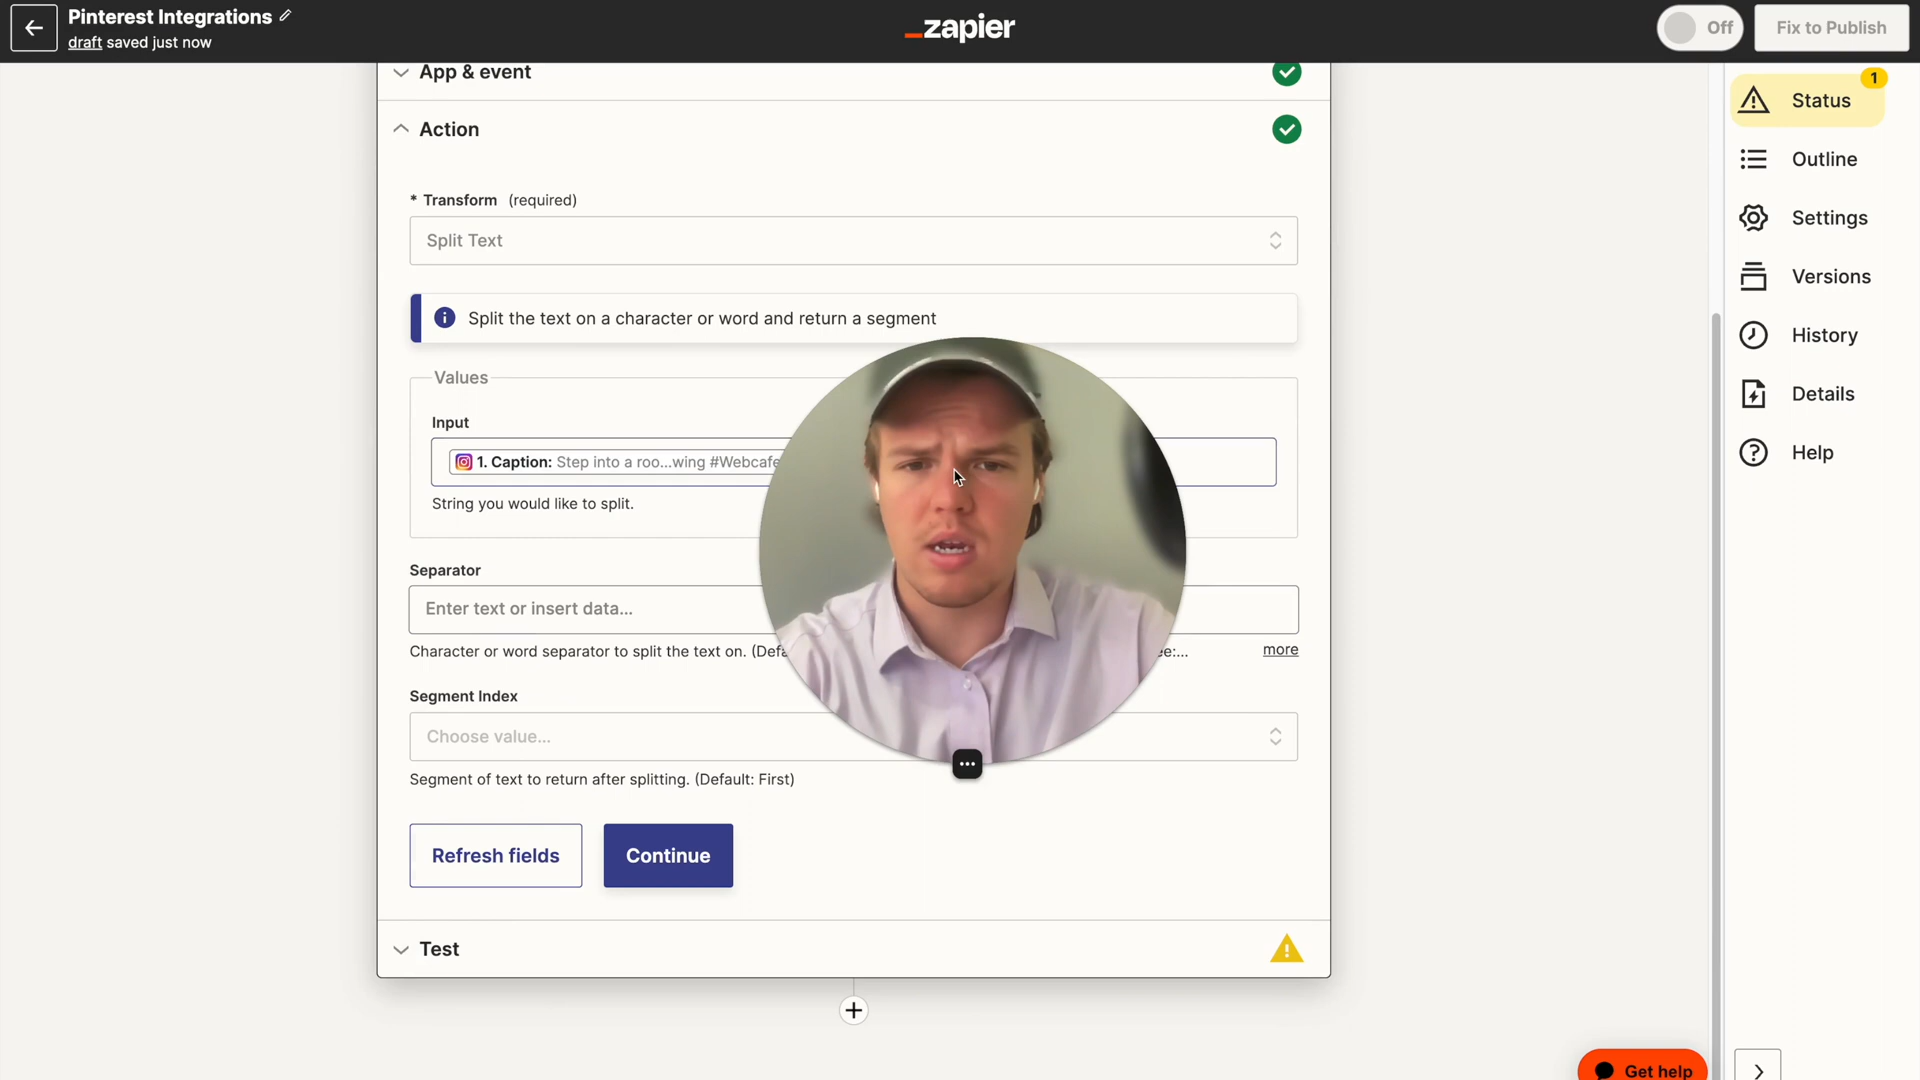 Pinterest Integrations
draft saved just now
zapier
Off
Fix to Publish
App & event
Action
* Transform (required)
Split Text
Split the text on a character or word and return a segment
Values
Input
1. Caption: Step into a roo...wing #Webcafe
String you would like to split.
Separator
Enter text or insert data...
Character or word separator to split the text on. ee:...
more
Segment Index
Choose value...
Segment of text to return after splitting. (Default: First)
Refresh fields
Continue
Test
1
Status
Outline
Settings
Versions
History
Details
Help
Get help